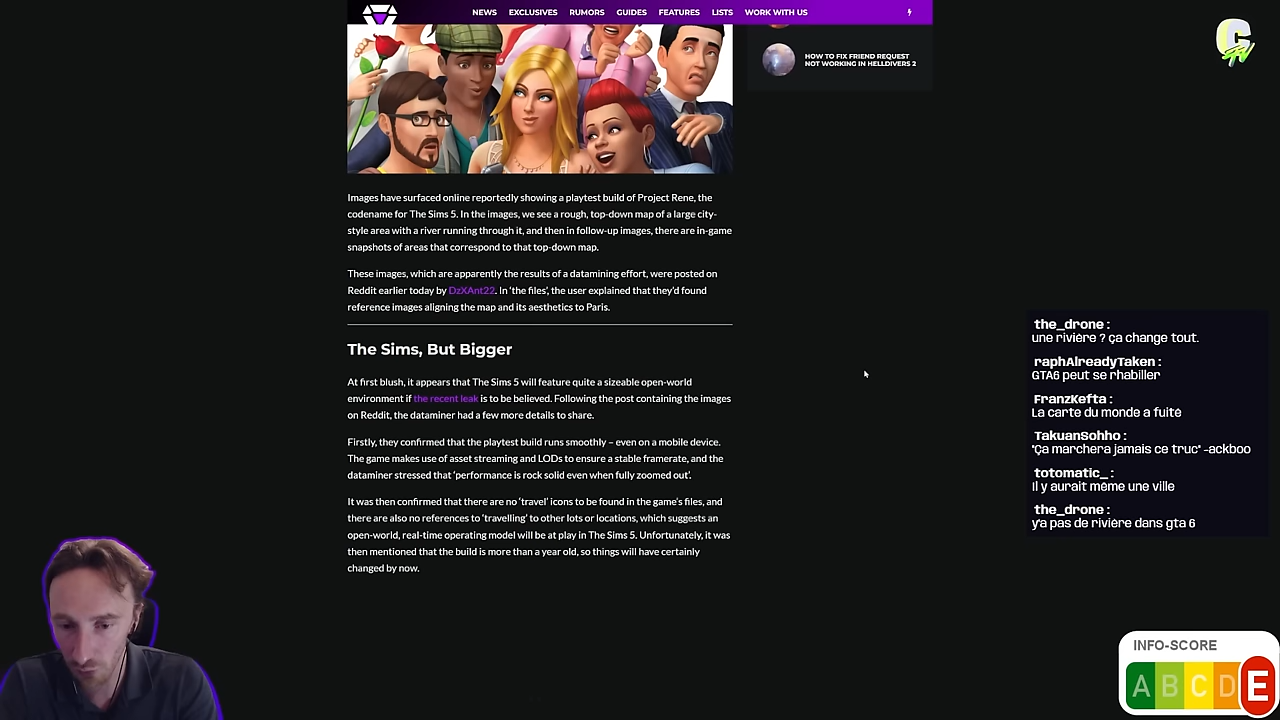 NEWS EXCLUSIVES RUMORS GUIDES FEATURES LISTS WORK WITH US
HOW TO FIX FRIEND REQUEST
NOT WORKING IN HELLDIVERS 2
Images have surfaced online reportedly showing a playtest build of Project Rene, the
codename for The Sims 5. In the images, we see a rough, top-down map of a large city-
style area with a river running through it, and then in follow-up images, there are in-game
snapshots of areas that correspond to that top-down map.
These images, which are apparently the results of a datamining effort, were posted on
Reddit earlier today by DzXAnt22. In ‘the files’, the user explained that they’d found
reference images aligning the map and its aesthetics to Paris.
The Sims, But Bigger
At first blush, it appears that The Sims 5 will feature quite a sizeable open-world
environment if the recent leak is to be believed. Following the post containing the images
on Reddit, the dataminer had a few more details to share.
Firstly, they confirmed that the playtest build runs smoothly – even on a mobile device.
The game makes use of asset streaming and LODs to ensure a stable framerate, and the
dataminer stressed that ‘performance is rock solid even when fully zoomed out’.
It was then confirmed that there are no ‘travel’ icons to be found in the game’s files, and
there are also no references to ‘travelling’ to other lots or locations, which suggests an
open-world, real-time operating model will be at play in The Sims 5. Unfortunately, it was
then mentioned that the build is more than a year old, so things will have certainly
changed by now.
the_drone :
une rivière ? ça change tout.
raphAlreadyTaken :
GTA6 peut se rhabiller
FranzKefta :
La carte du monde a fuité
TakuanSohho :
"Ça marchera jamais ce truc" -ackboo
totomatic_ :
Il y aurait même une ville
the_drone :
y'a pas de rivière dans gta 6
INFO-SCORE
A B C D E